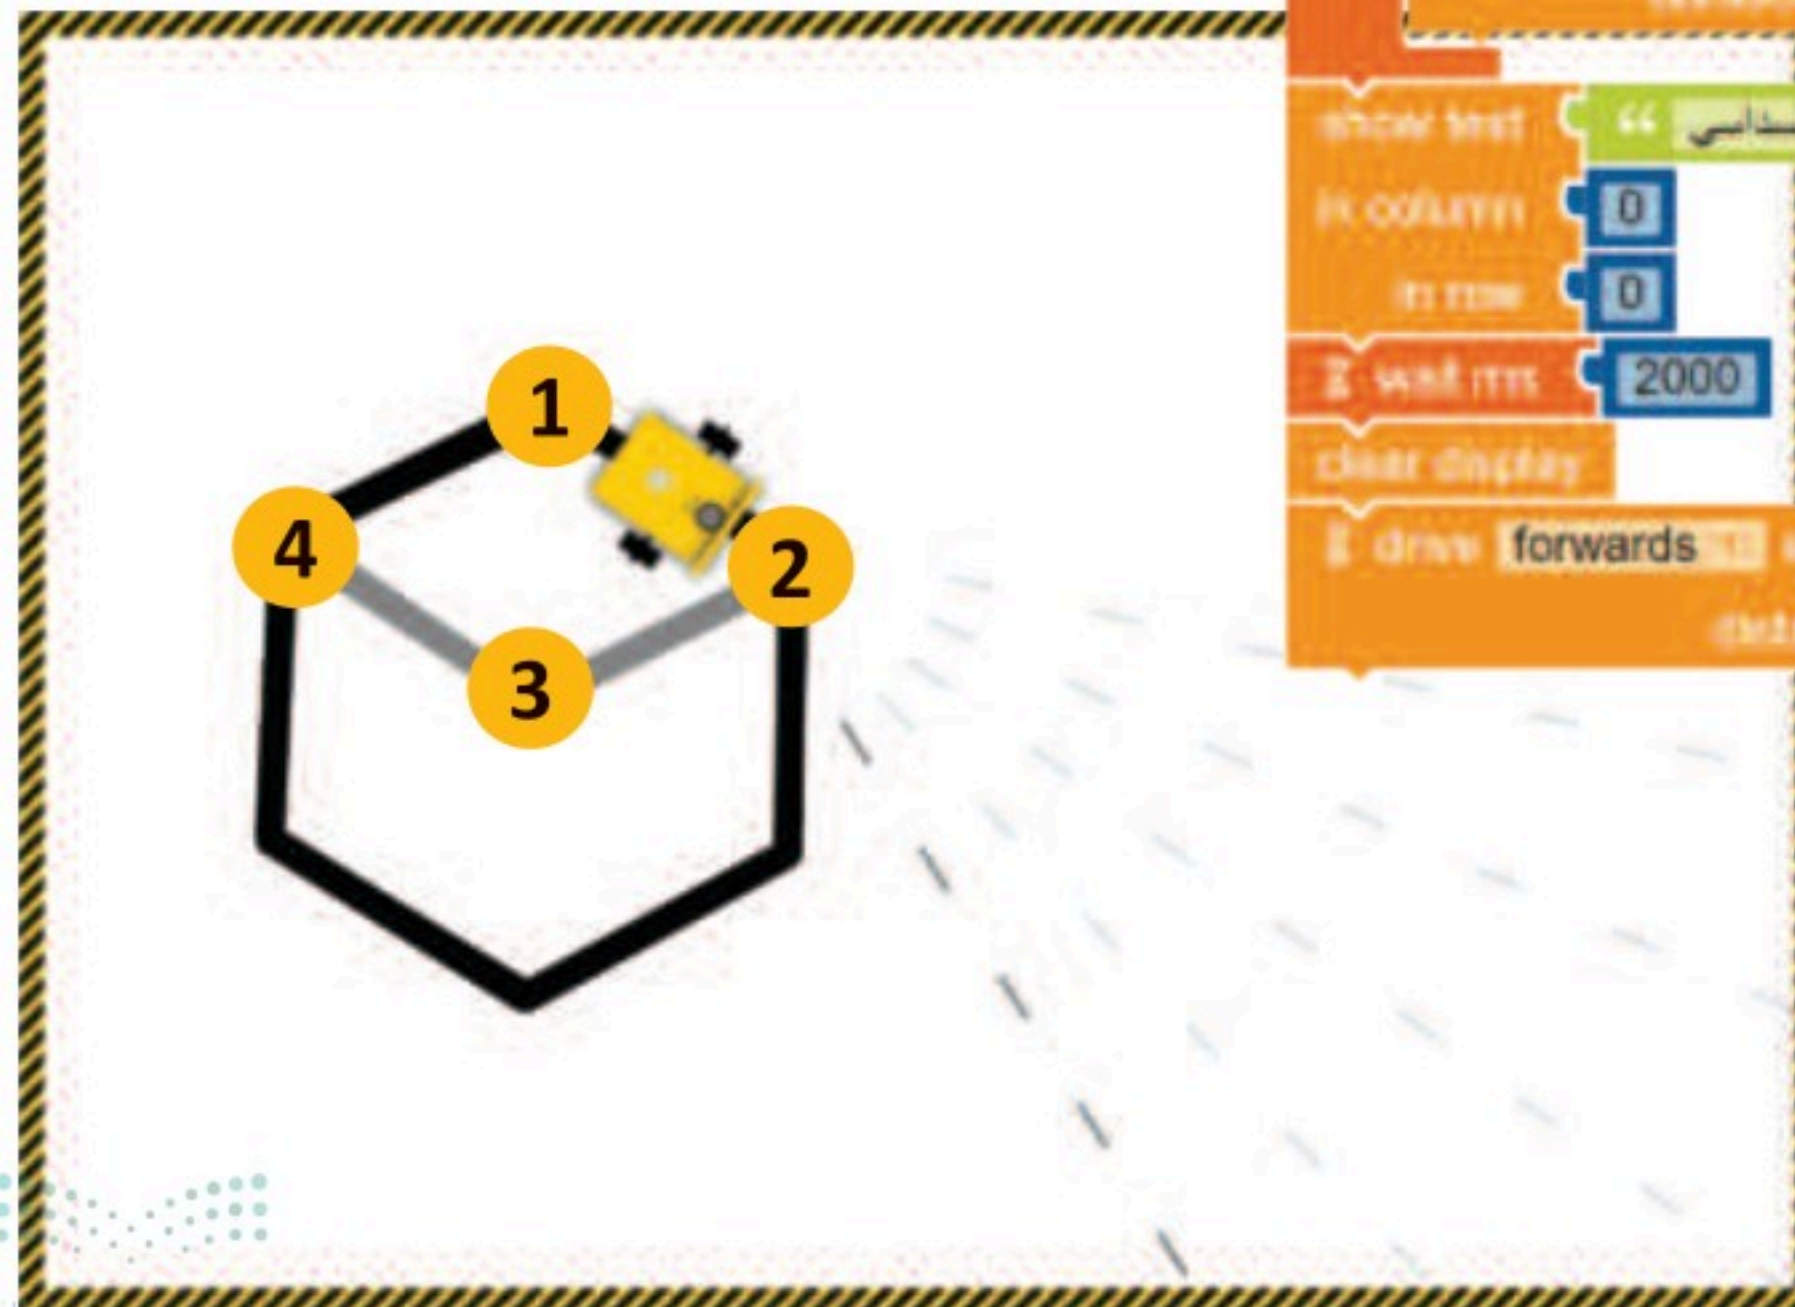 show text “ سداسي
in column 0
in row 0
wait ms 2000
clear display
drive forwards
1
2
4
3